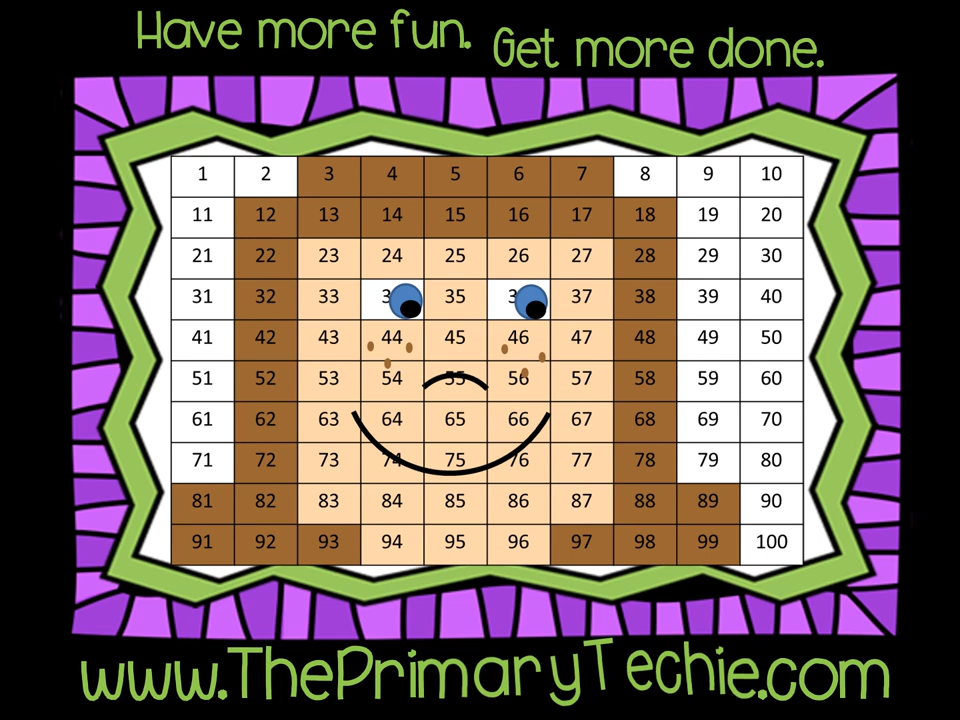 Have more fun. Get more done.
1 2 3 4 5 6 7 8 9 10
11 12 13 14 15 16 17 18 19 20
21 22 23 24 25 26 27 28 29 30
31 32 33 35 37 38 39 40
41 42 43 44 45 46 47 48 49 50
51 52 53 54 55 56 57 58 59 60
61 62 63 64 65 66 67 68 69 70
71 72 73 74 75 76 77 78 79 80
81 82 83 84 85 86 87 88 89 90
91 92 93 94 95 96 97 98 99 100
www.ThePrimaryTechie.com